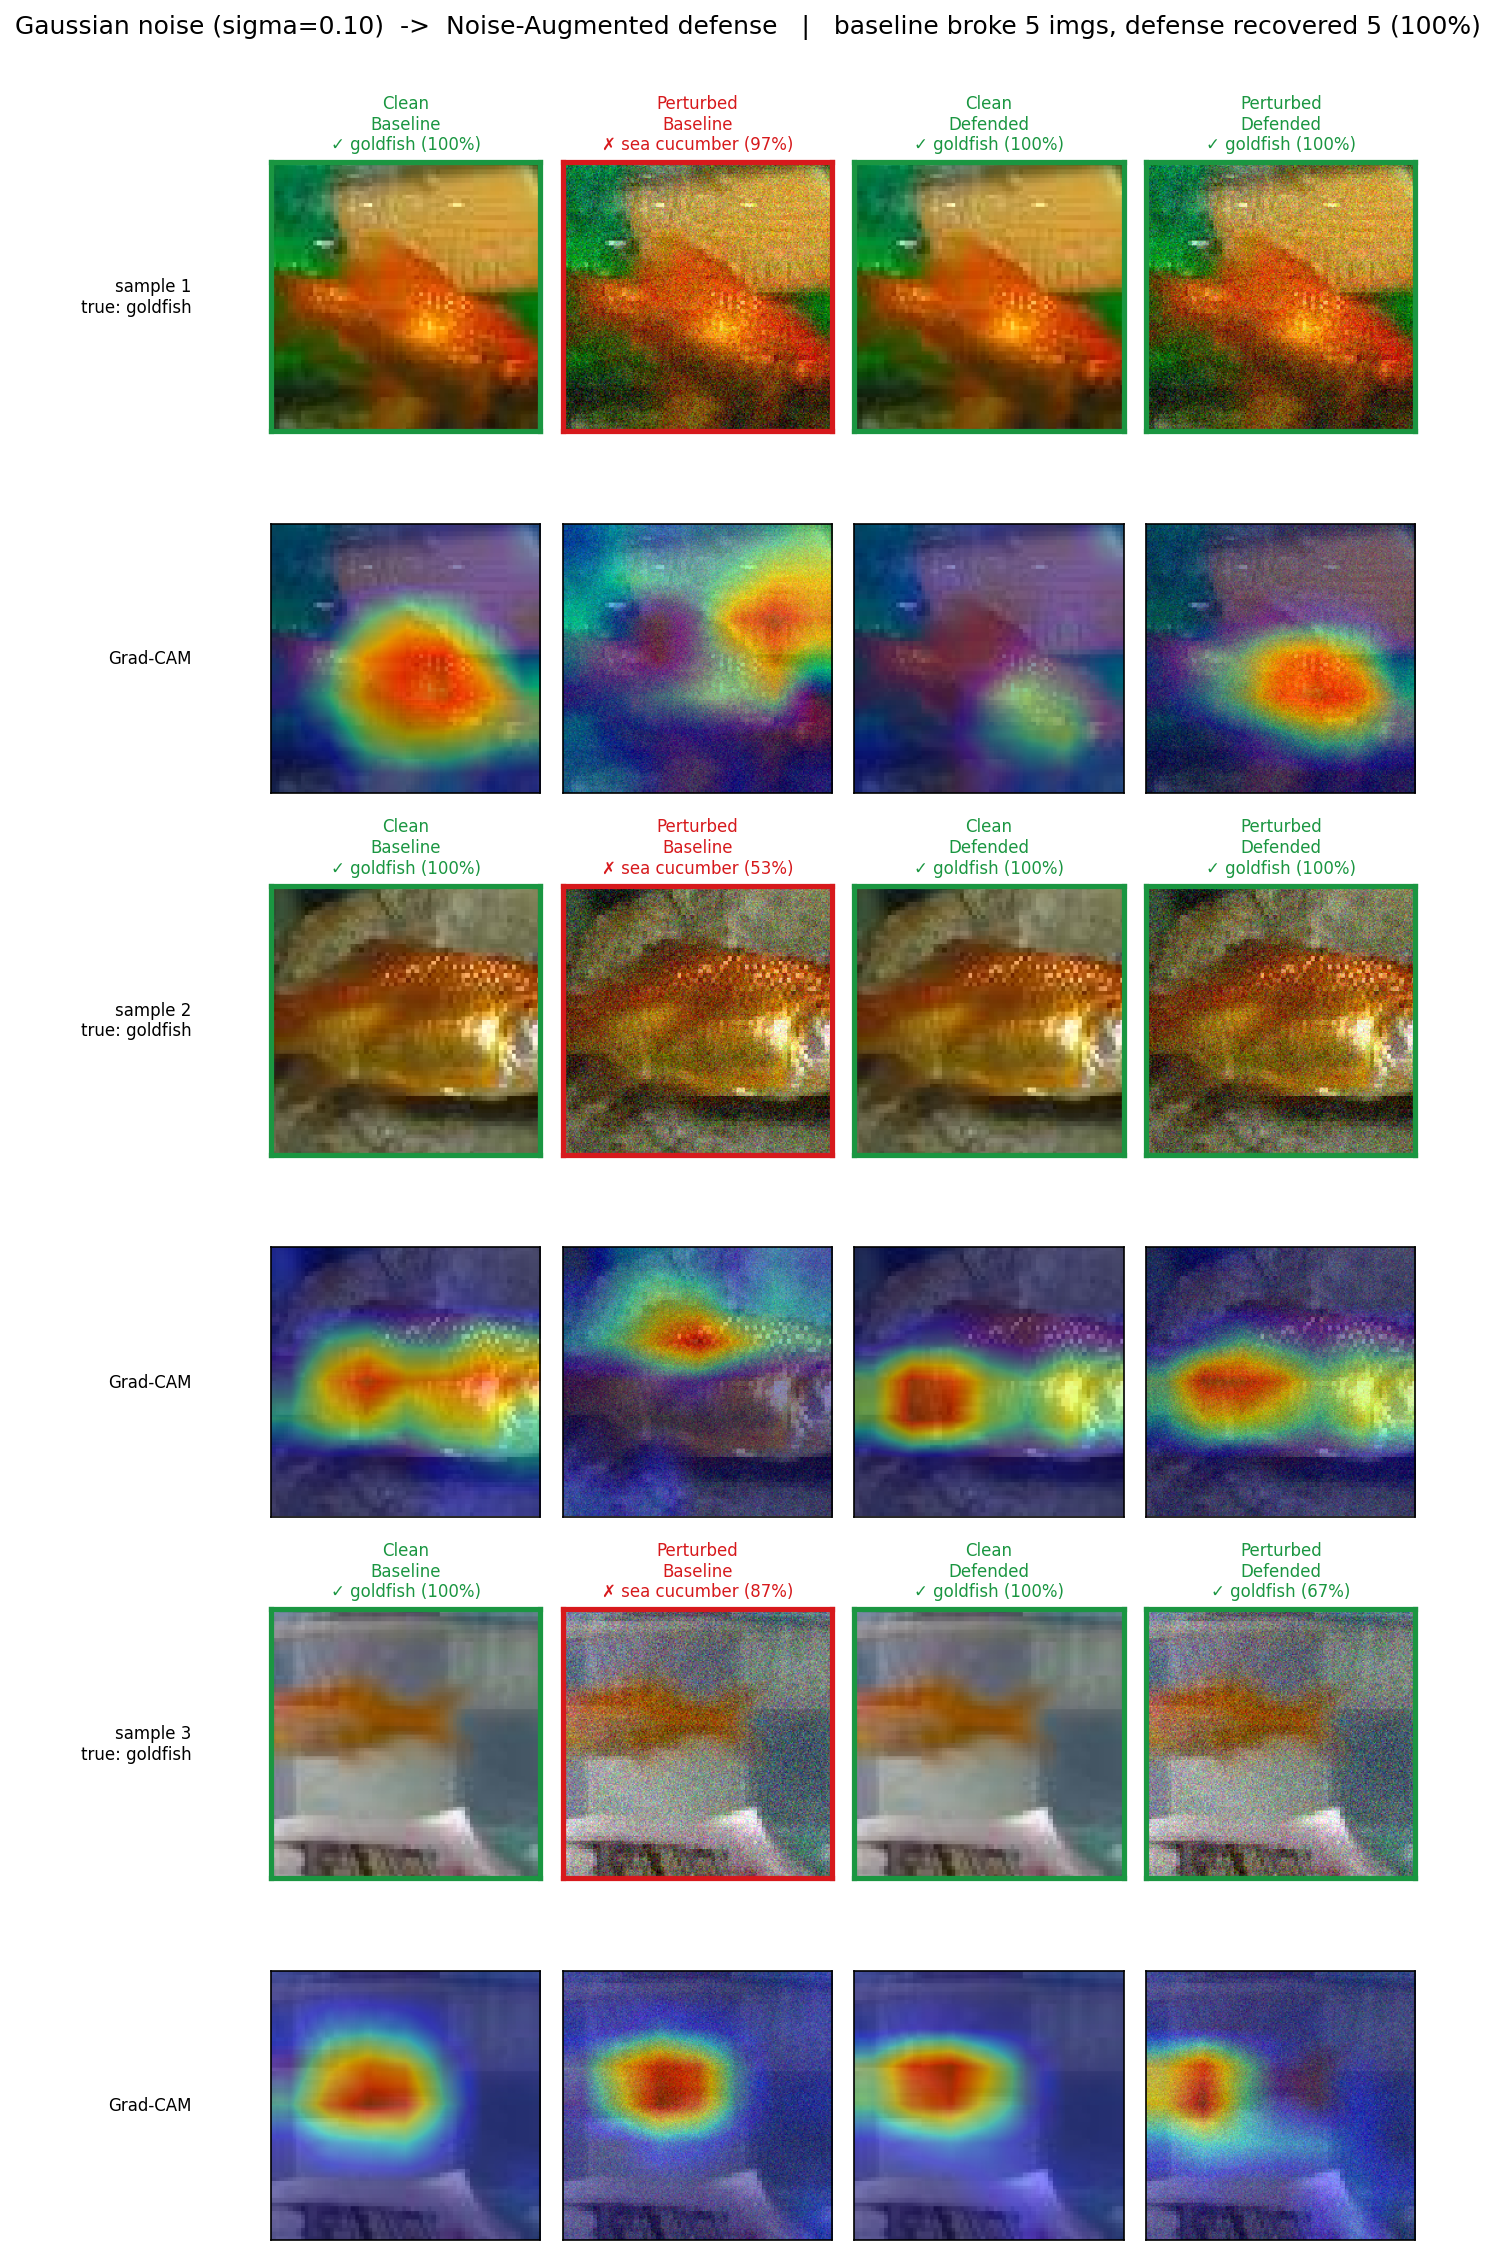 Gaussian noise (sigma=0.10)  ->  Noise-Augmented defense   |   baseline broke 5 imgs, defense recovered 5 (100%)
Clean
Baseline
✓ goldfish (100%)
Perturbed
Baseline
✗ sea cucumber (97%)
Clean
Defended
✓ goldfish (100%)
Perturbed
Defended
✓ goldfish (100%)
sample 1
true: goldfish
Grad-CAM
Clean
Baseline
✓ goldfish (100%)
Perturbed
Baseline
✗ sea cucumber (53%)
Clean
Defended
✓ goldfish (100%)
Perturbed
Defended
✓ goldfish (100%)
sample 2
true: goldfish
Grad-CAM
Clean
Baseline
✓ goldfish (100%)
Perturbed
Baseline
✗ sea cucumber (87%)
Clean
Defended
✓ goldfish (100%)
Perturbed
Defended
✓ goldfish (67%)
sample 3
true: goldfish
Grad-CAM